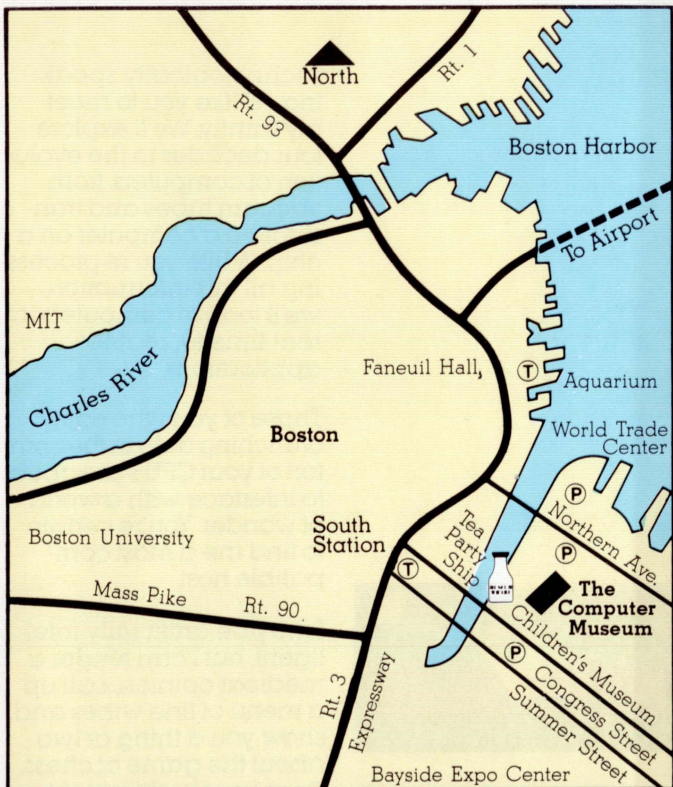 North
Rt. 93
Rt. 1
Boston Harbor
To Airport
MIT
Charles River
Faneuil Hall
T
Aquarium
Boston
World Trade
Center
P
Northern Ave.
Boston University
South
Station
T
Tea
Party
Ship
P
The
Computer
Museum
Mass Pike
Rt. 90
Children's Museum
P
Congress Street
Summer Street
Rt. 3
Expressway
Bayside Expo Center